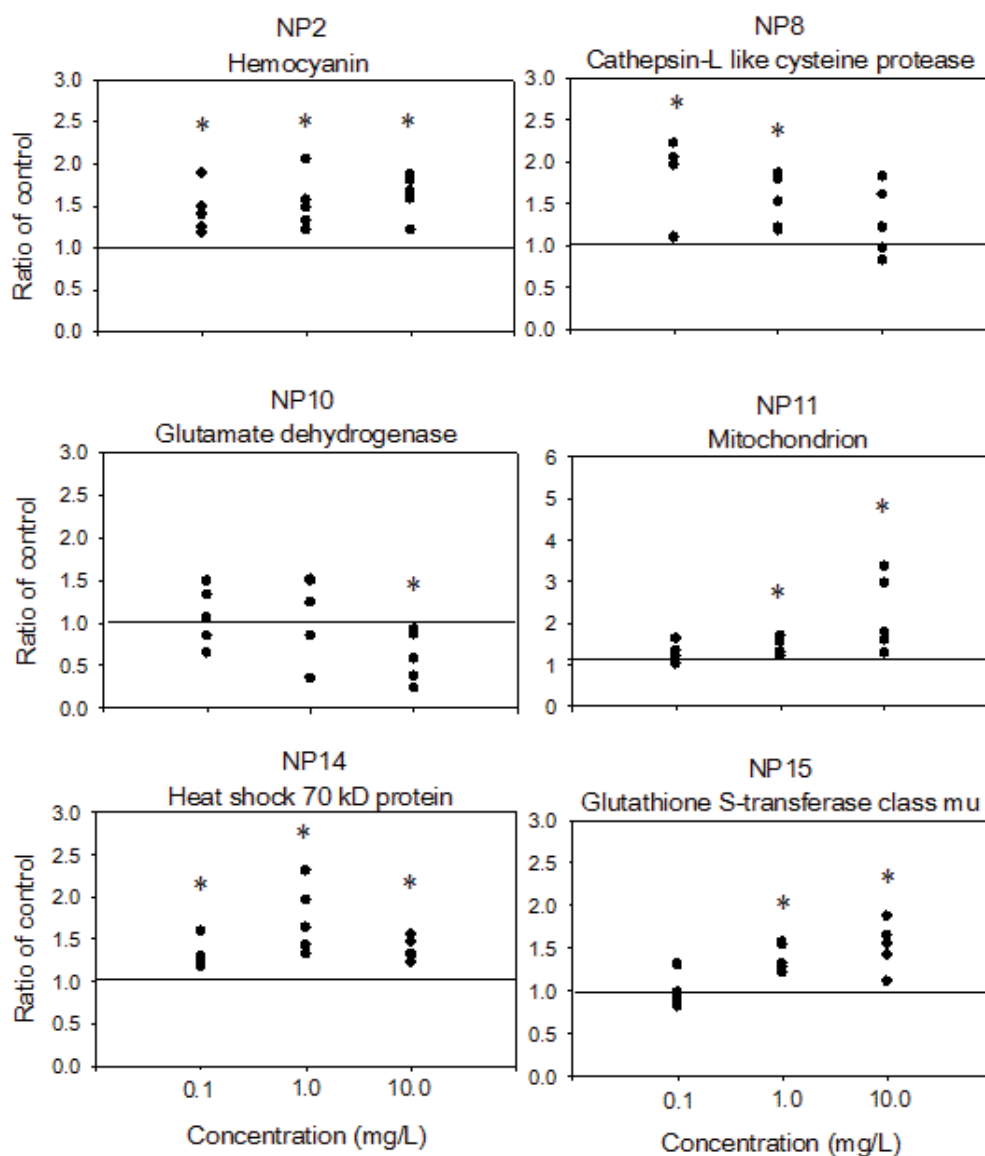 NP2
Hemocyanin
Ratio of control
3.0
2.5
2.0
1.5
1.0
0.5
0.0
*
*
*
NP8
Cathepsin-L like cysteine protease
3.0
2.5
2.0
1.5
1.0
0.5
0.0
*
*
NP10
Glutamate dehydrogenase
Ratio of control
3.0
2.5
2.0
1.5
1.0
0.5
0.0
*
NP11
Mitochondrion
6
5
4
3
2
1
0
*
*
NP14
Heat shock 70 kD protein
Ratio of control
3.0
2.5
2.0
1.5
1.0
0.5
0.0
*
*
*
0.1 1.0 10.0
Concentration (mg/L)
NP15
Glutathione S-transferase class mu
3.0
2.5
2.0
1.5
1.0
0.5
0.0
*
*
0.1 1.0 10.0
Concentration (mg/L)